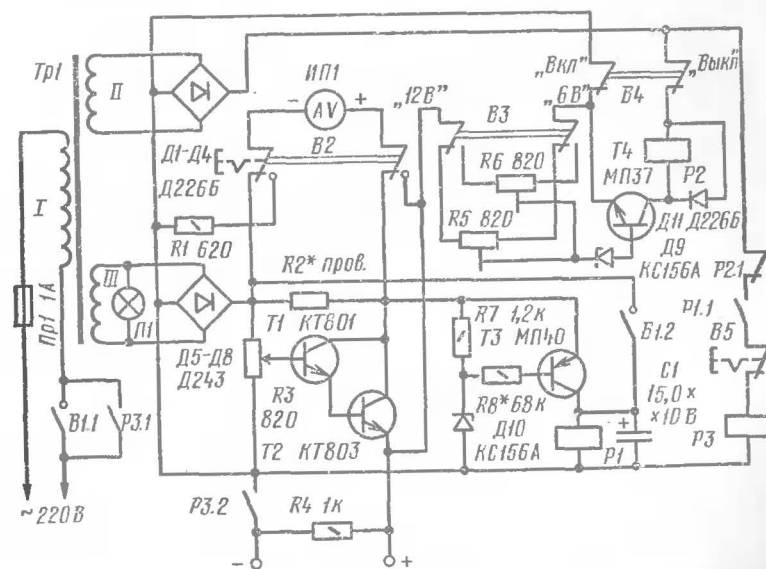 Тр1
II
ИП1
- AV +
„12В"
В3
„Вкл"
„6В"
В4
„Выкл"
Д1-Д4
Д226Б
В2
R6 820
R5 820
Т4
МП37
Р2
Д11 Д226Б
Д9
КС156А
I
R1 620
R2* пров.
Р2.1
III
Л1
Пр1 1А
Т1 КТ801
R7 1,2к
Т3 МП40
В1.2
Р1.1
В5
Д5-Д8
Д243
R3
820
R8* 68к
С1
15,0×
×10 В
Д10
КС156А
+
Р1
Р3
В1.1
Р3.1
Т2 КТ803
~ 220В
Р3.2
R4 1к
- +